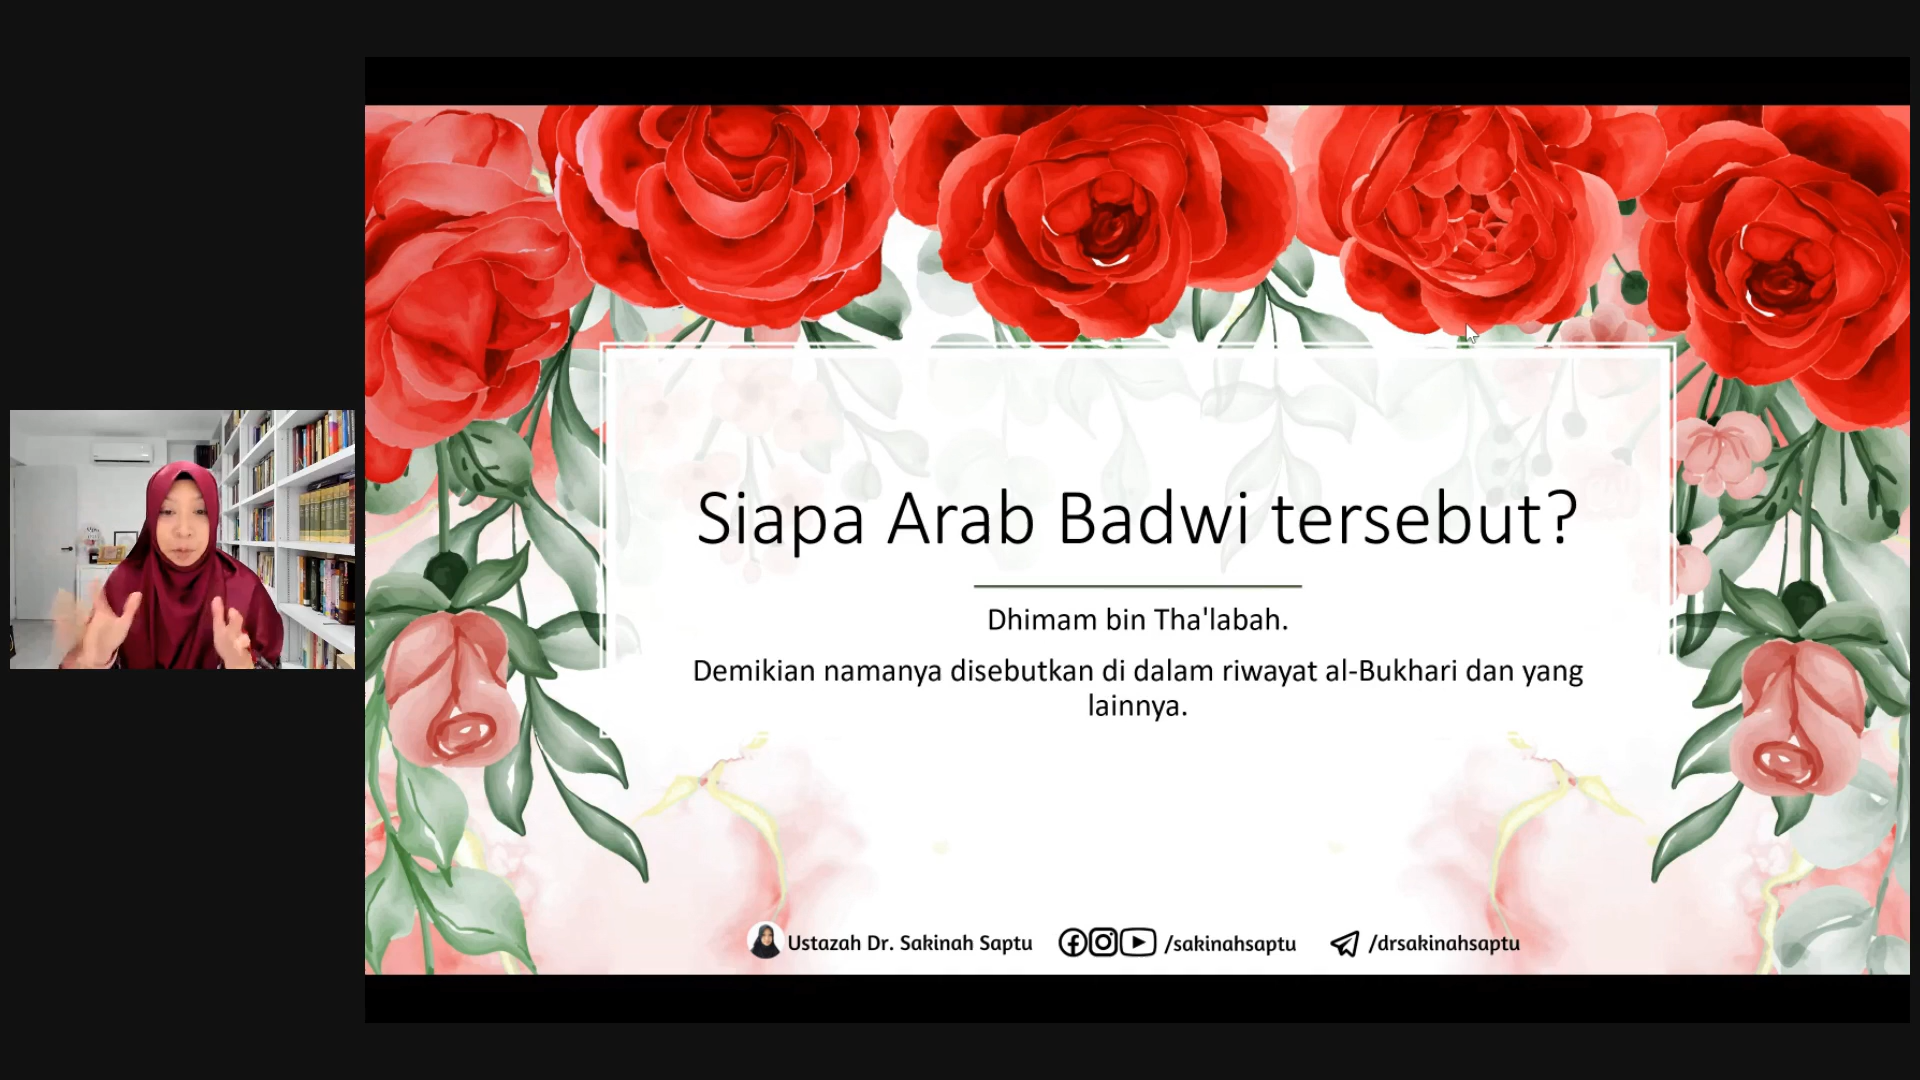 Siapa Arab Badwi tersebut?
Dhimam bin Tha'labah.
Demikian namanya disebutkan di dalam riwayat al-Bukhari dan yang
lainnya.
Ustazah Dr. Sakinah Saptu /sakinahsaptu /drsakinahsaptu